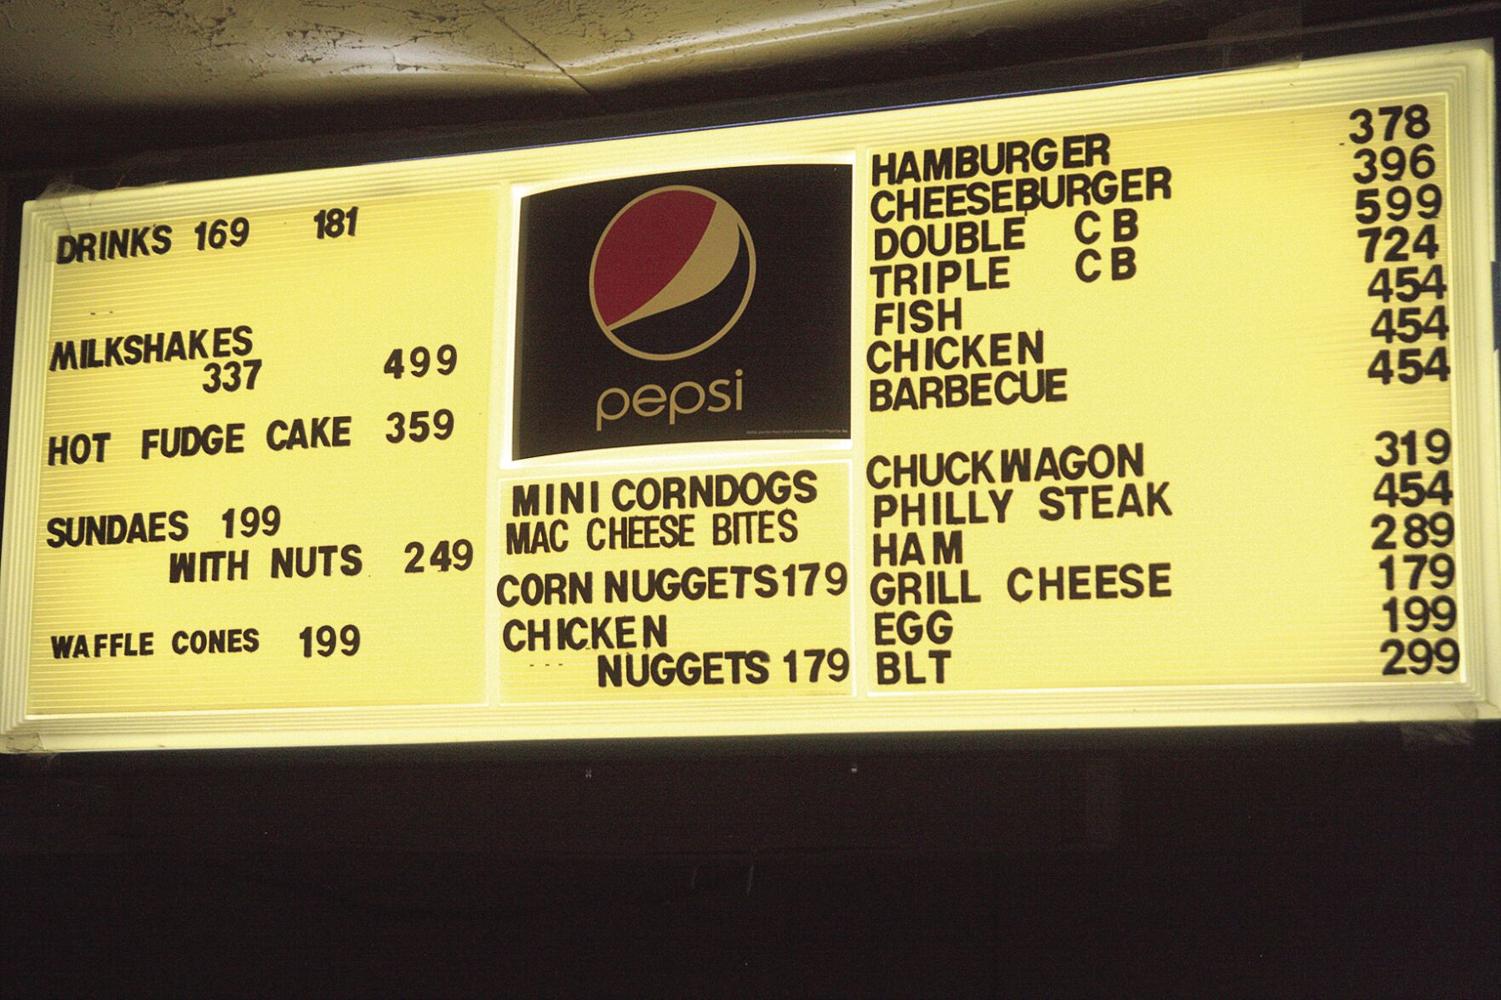 DRINKS 169 181
MILKSHAKES
337 499
HOT FUDGE CAKE 359
SUNDAES 199
WITH NUTS 249
WAFFLE CONES 199
pepsi
MINI CORNDOGS
MAC CHEESE BITES
CORN NUGGETS 179
CHICKEN
NUGGETS 179
HAMBURGER 378
CHEESEBURGER 396
DOUBLE CB 599
TRIPLE CB 724
FISH 454
CHICKEN 454
BARBECUE 454
CHUCKWAGON 319
PHILLY STEAK 454
HAM 289
GRILL CHEESE 179
EGG 199
BLT 299